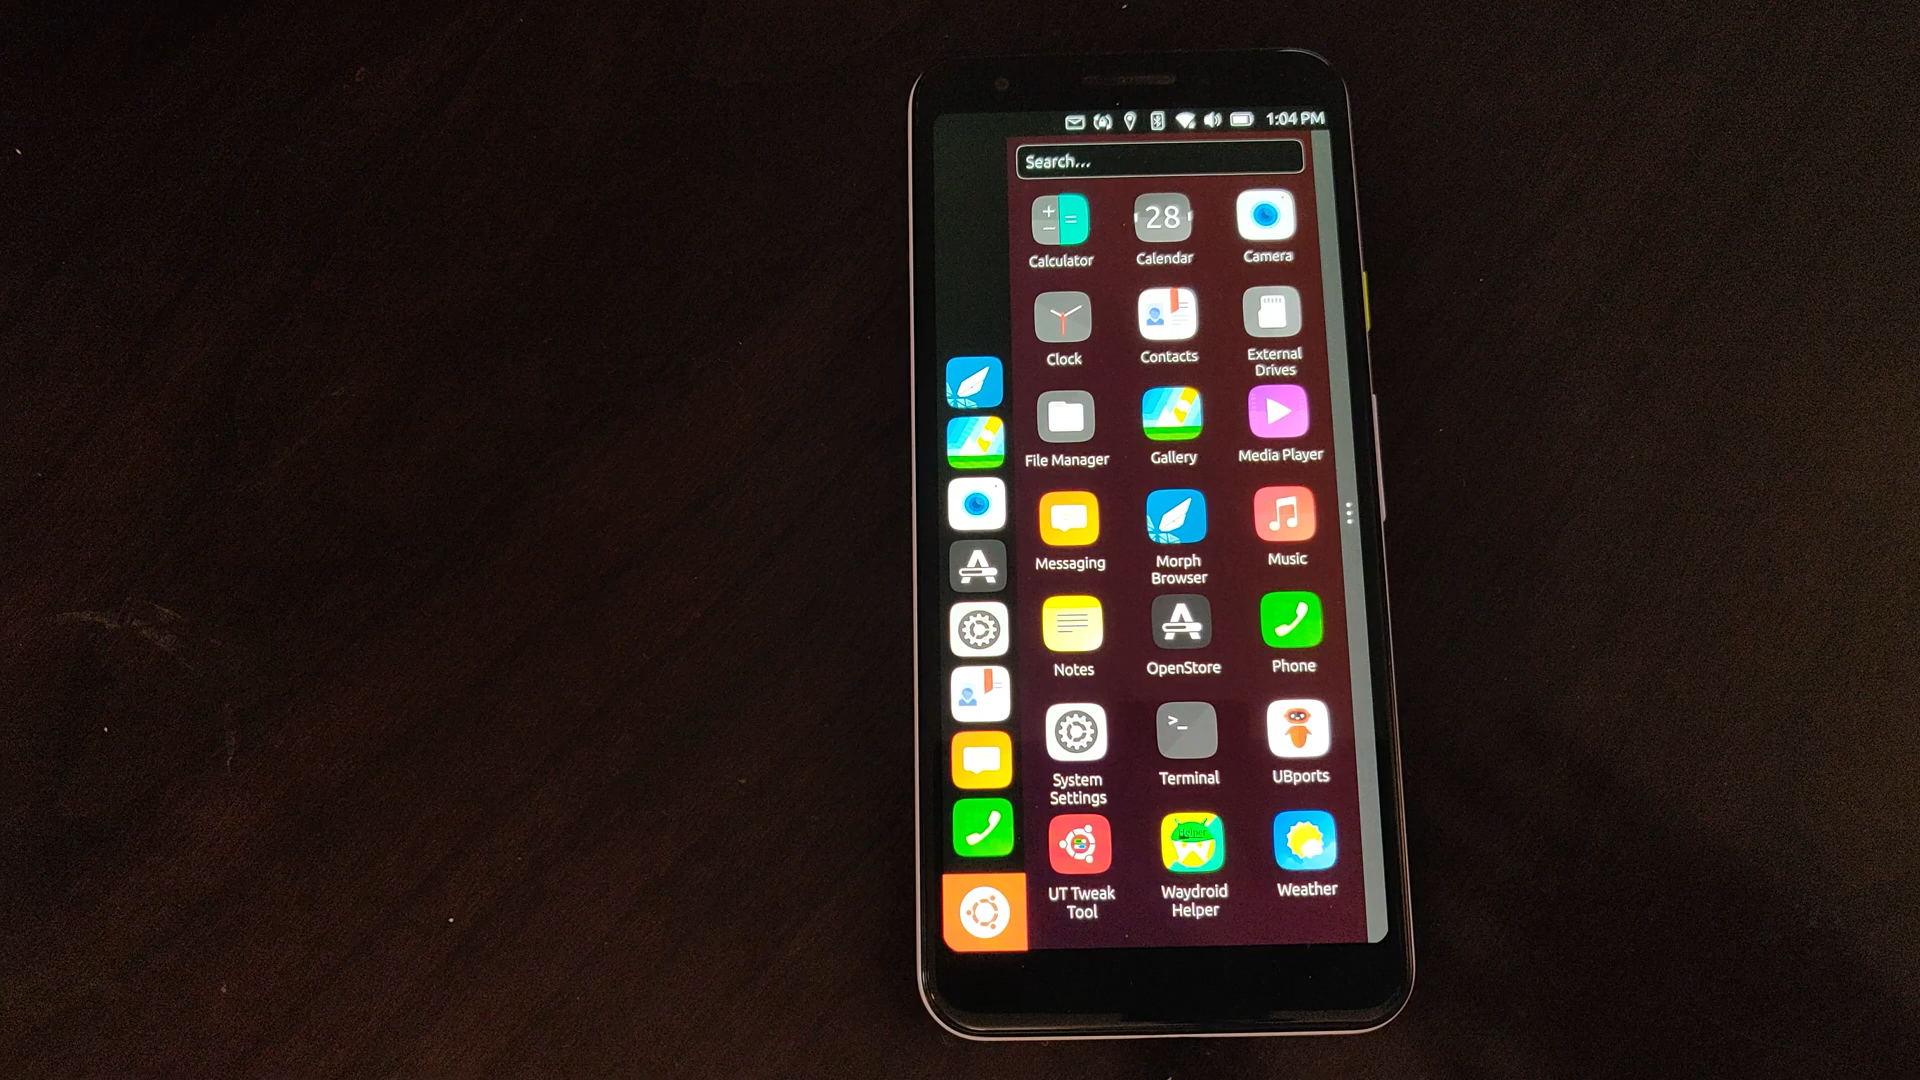 1:04 PM
Search...
28
Calculator
Calendar
Camera
Clock
Contacts
External
Drives
File Manager
Gallery
Media Player
Messaging
Morph
Browser
Music
Notes
OpenStore
Phone
>_
System
Settings
Terminal
UBports
Helper
UT Tweak
Tool
Waydroid
Helper
Weather